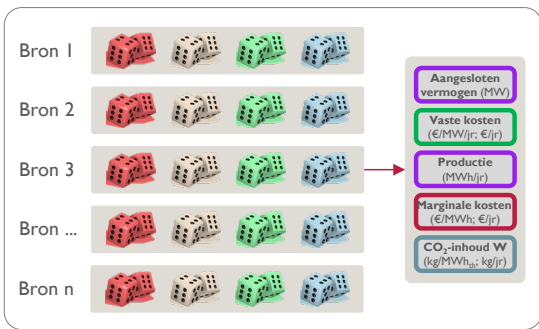 Bron 1
Bron 2
Bron 3
Bron ...
Bron n
Aangesloten
vermogen (MW)
Vaste kosten
(€/MW/jr; €/jr)
Productie
(MWh/jr)
Marginale kosten
(€/MWh; €/jr)
CO₂-inhoud W
(kg/MWhₜₕ; kg/jr)